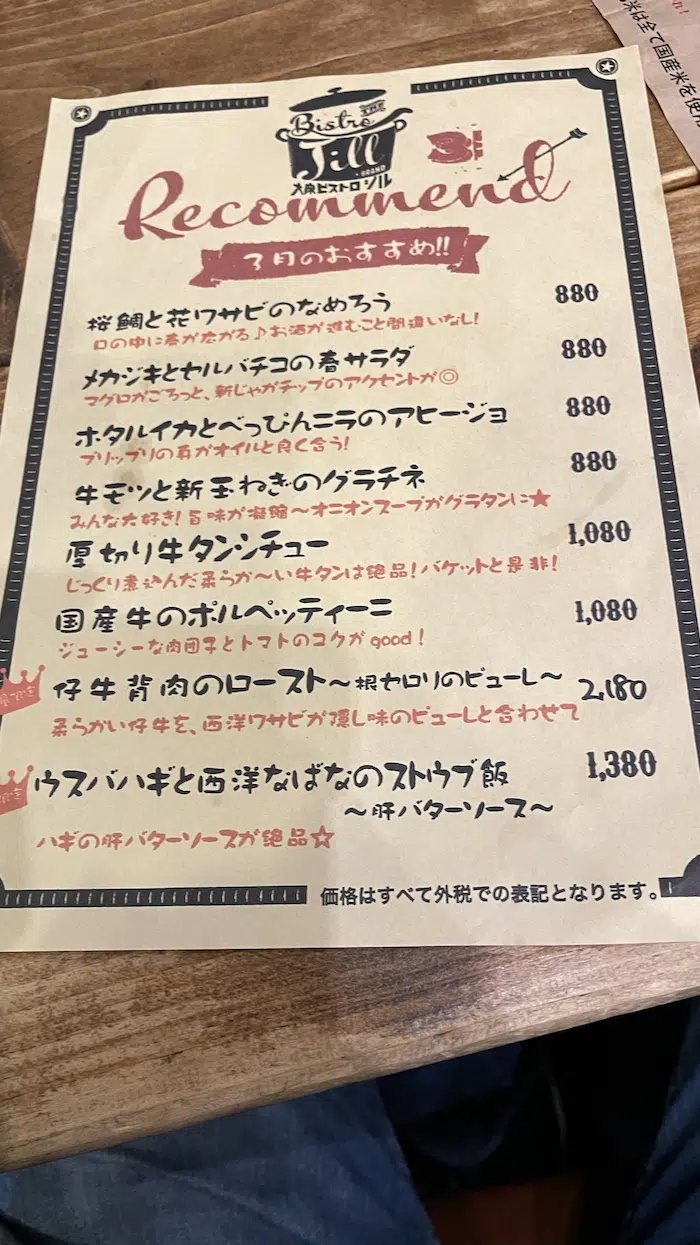 米は全て国産米を使用
Bistro
THE
Jill
BRAND
大衆ビストロジル
3
Recommend
3月のおすすめ!!
桜鯛と花ワサビのなめろう 880
口の中に春が広がる♪お酒が進むこと間違いなし!
メカジキとセルバチコの春サラダ 880
マグロがごろっと、新じゃがチップのアクセントが◎
ホタルイカとべっぴんニラのアヒージョ 880
プリップリの身がオイルと良く合う!
牛モツと新玉ねぎのグラチネ 880
みんな大好き!旨味が凝縮〜オニオンスープがグラタンに★
厚切り牛タンシチュー 1,080
じっくり煮込んだ柔らか〜い牛タンは絶品!バケットと是非!
国産牛のポルペッティーニ 1,080
ジューシーな肉団子とトマトのコクがgood!
仔牛背肉のロースト〜根セロリのピューレ〜 2,180
柔らかい仔牛を、西洋ワサビが隠し味のピューレと合わせて
ウスバハギと西洋なばなのストウブ飯 1,380
〜肝バターソース〜
ハギの肝バターソースが絶品☆
価格はすべて外税での表記となります。